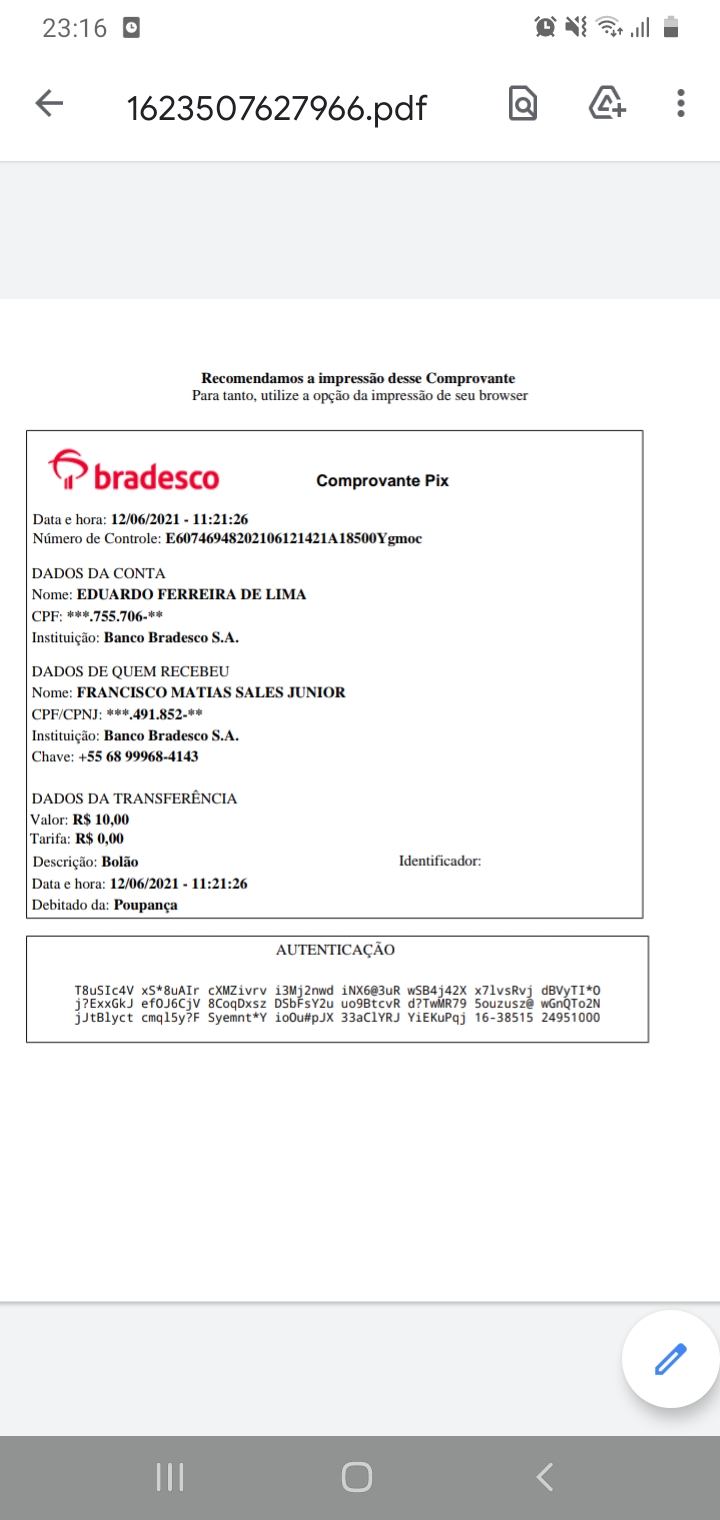 23:16
1623507627966.pdf
Recomendamos a impressão desse Comprovante
Para tanto, utilize a opção da impressão de seu browser
bradesco
Comprovante Pix
Data e hora: 12/06/2021 - 11:21:26
Número de Controle: E60746948202106121421A18500Ygmoc
DADOS DA CONTA
Nome: EDUARDO FERREIRA DE LIMA
CPF: ***.755.706-**
Instituição: Banco Bradesco S.A.
DADOS DE QUEM RECEBEU
Nome: FRANCISCO MATIAS SALES JUNIOR
CPF/CPNJ: ***.491.852-**
Instituição: Banco Bradesco S.A.
Chave: +55 68 99968-4143
DADOS DA TRANSFERÊNCIA
Valor: R$ 10,00
Tarifa: R$ 0,00
Descrição: Bolão Identificador:
Data e hora: 12/06/2021 - 11:21:26
Debitado da: Poupança
AUTENTICAÇÃO
T8uSIc4V xS*8uAIr cXMZivrv i3Mj2nwd iNX6@3uR wSB4j42X x7lvsRvj dBVyTI*O
j?ExxGkJ efOJ6CjV 8CoqDxsz DSbFsY2u uo9BtcvR d?TwMR79 5ouzusz@ wGnQTo2N
jJtBlyct cmql5y?F Syemnt*Y ioOu#pJX 33aClYRJ YiEKuPqj 16-38515 24951000